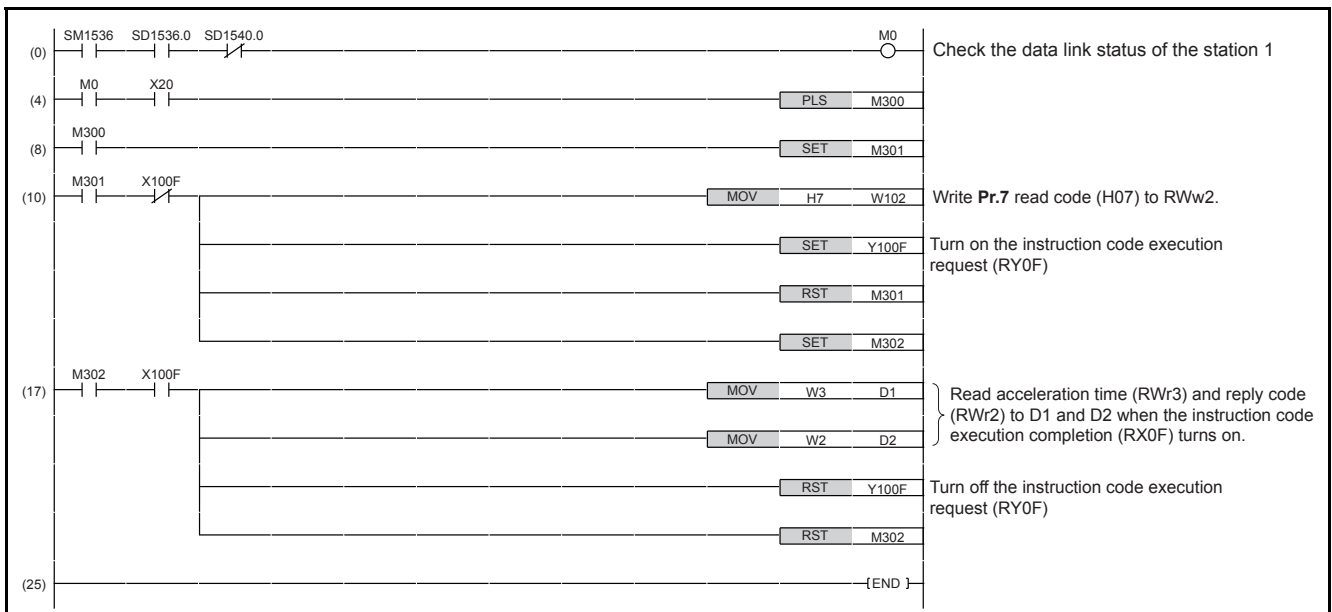 SM1536 SD1536.0 SD1540.0 M0
(0) Check the data link status of the station 1
M0 X20
(4) PLS M300
M300
(8) SET M301
M301 X100F
(10) MOV H7 W102 Write Pr.7 read code (H07) to RWw2.
SET Y100F Turn on the instruction code execution
request (RY0F)
RST M301
SET M302
M302 X100F
(17) MOV W3 D1 Read acceleration time (RWr3) and reply code
(RWr2) to D1 and D2 when the instruction code
MOV W2 D2 execution completion (RX0F) turns on.
RST Y100F Turn off the instruction code execution
request (RY0F)
RST M302
(25) END